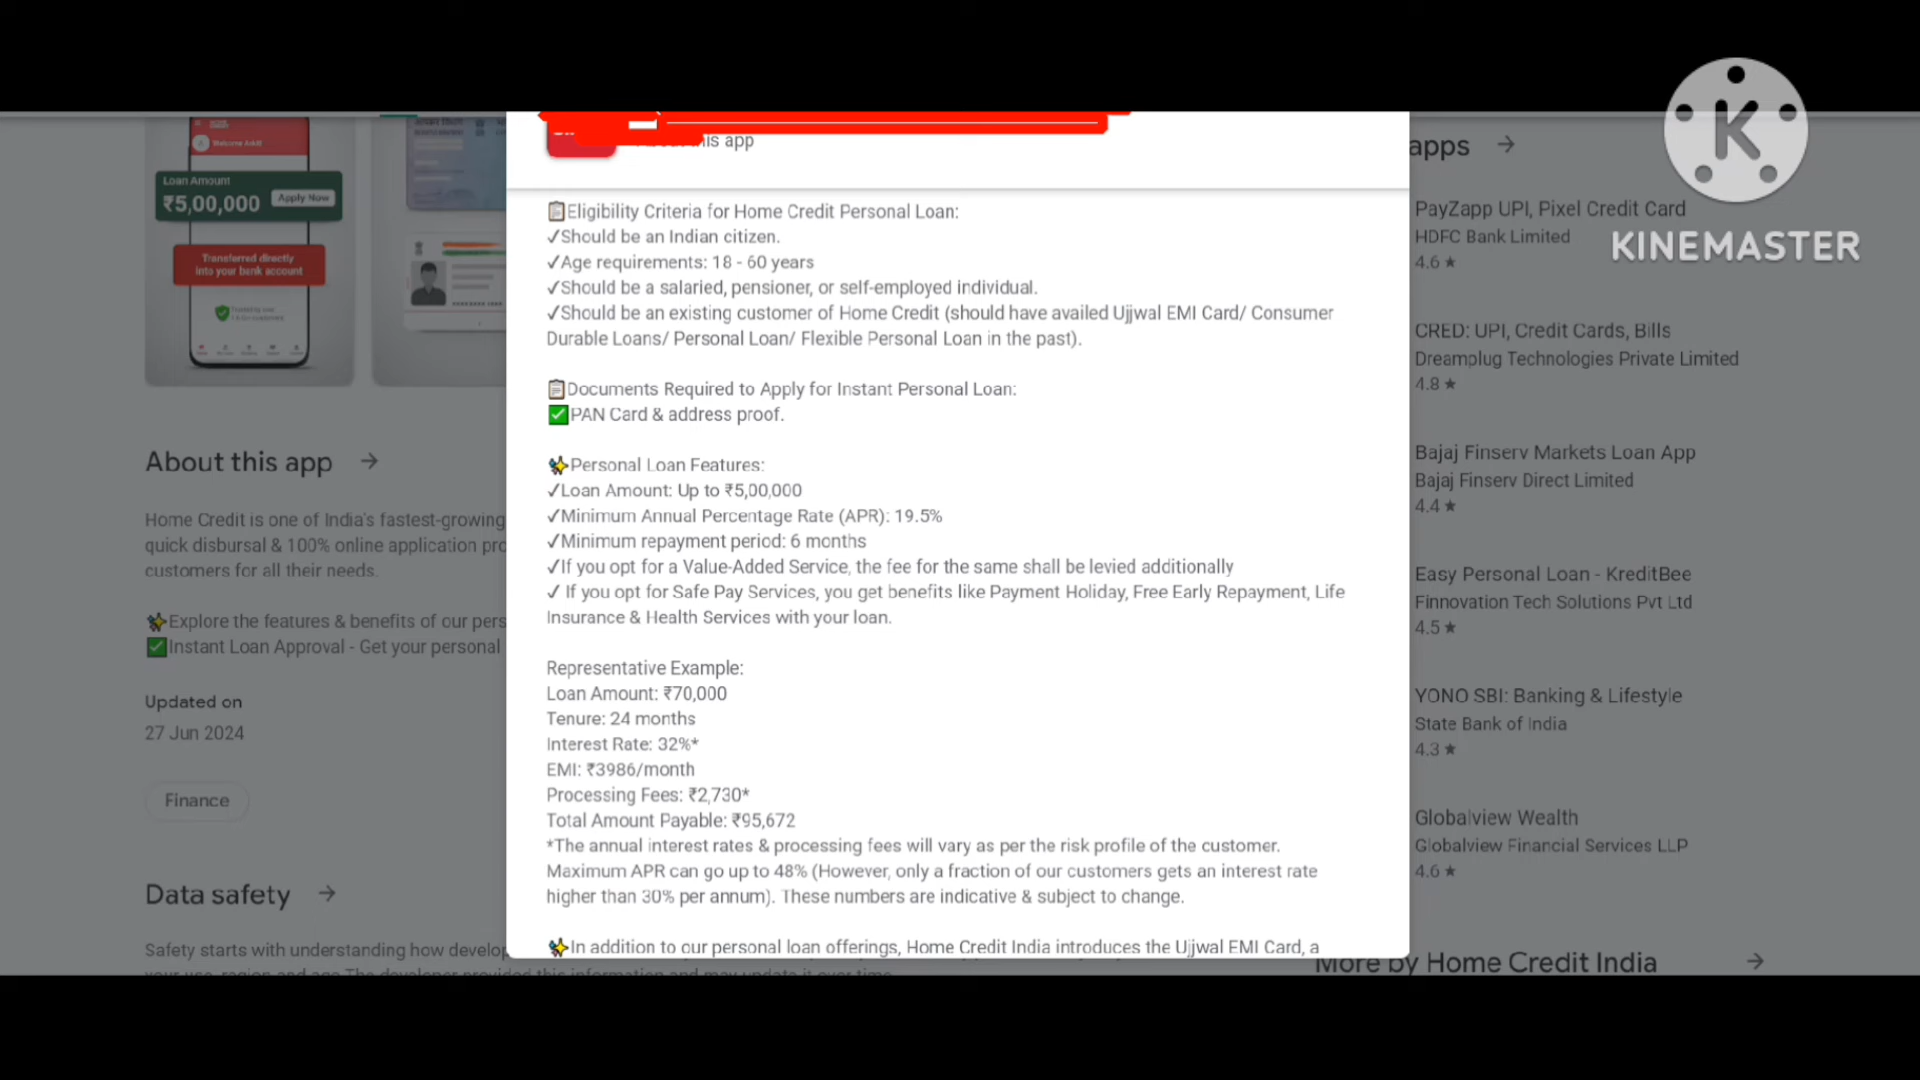 Welcome Ankit
Loan Amount
₹5,00,000
Apply Now
Transferred directly
into your bank account
About this app
Home Credit is one of India's fastest-growing
quick disbursal & 100% online application pro
customers for all their needs.
✨Explore the features & benefits of our pers
✅Instant Loan Approval - Get your personal
Updated on
27 Jun 2024
Finance
Data safety
Safety starts with understanding how develop
this app
📋Eligibility Criteria for Home Credit Personal Loan:
✓Should be an Indian citizen.
✓Age requirements: 18 - 60 years
✓Should be a salaried, pensioner, or self-employed individual.
✓Should be an existing customer of Home Credit (should have availed Ujjwal EMI Card/ Consumer
Durable Loans/ Personal Loan/ Flexible Personal Loan in the past).
📋Documents Required to Apply for Instant Personal Loan:
✅PAN Card & address proof.
✨Personal Loan Features:
✓Loan Amount: Up to ₹5,00,000
✓Minimum Annual Percentage Rate (APR): 19.5%
✓Minimum repayment period: 6 months
✓If you opt for a Value-Added Service, the fee for the same shall be levied additionally
✓ If you opt for Safe Pay Services, you get benefits like Payment Holiday, Free Early Repayment, Life
Insurance & Health Services with your loan.
Representative Example:
Loan Amount: ₹70,000
Tenure: 24 months
Interest Rate: 32%*
EMI: ₹3986/month
Processing Fees: ₹2,730*
Total Amount Payable: ₹95,672
*The annual interest rates & processing fees will vary as per the risk profile of the customer.
Maximum APR can go up to 48% (However, only a fraction of our customers gets an interest rate
higher than 30% per annum). These numbers are indicative & subject to change.
✨In addition to our personal loan offerings, Home Credit India introduces the Ujjwal EMI Card, a
apps
PayZapp UPI, Pixel Credit Card
HDFC Bank Limited
4.6 ★
CRED: UPI, Credit Cards, Bills
Dreamplug Technologies Private Limited
4.8 ★
Bajaj Finserv Markets Loan App
Bajaj Finserv Direct Limited
4.4 ★
Easy Personal Loan - KreditBee
Finnovation Tech Solutions Pvt Ltd
4.5 ★
YONO SBI: Banking & Lifestyle
State Bank of India
4.3 ★
Globalview Wealth
Globalview Financial Services LLP
4.6 ★
More by Home Credit India
K
KINEMASTER